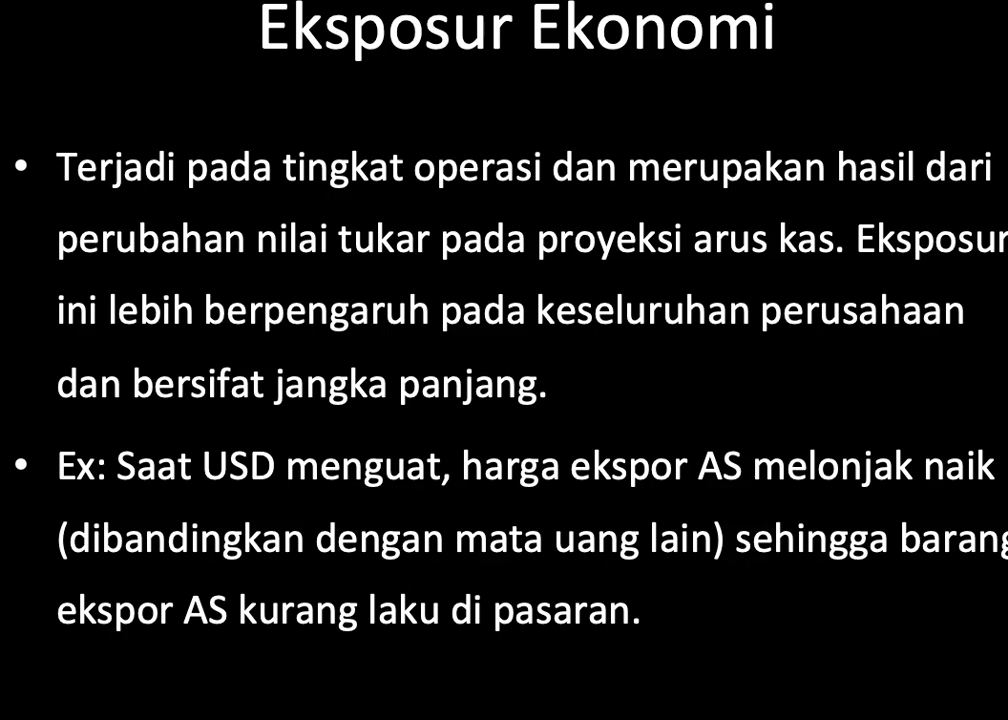 Eksposur Ekonomi
• Terjadi pada tingkat operasi dan merupakan hasil dari
perubahan nilai tukar pada proyeksi arus kas. Eksposur
ini lebih berpengaruh pada keseluruhan perusahaan
dan bersifat jangka panjang.
• Ex: Saat USD menguat, harga ekspor AS melonjak naik
(dibandingkan dengan mata uang lain) sehingga barang
ekspor AS kurang laku di pasaran.